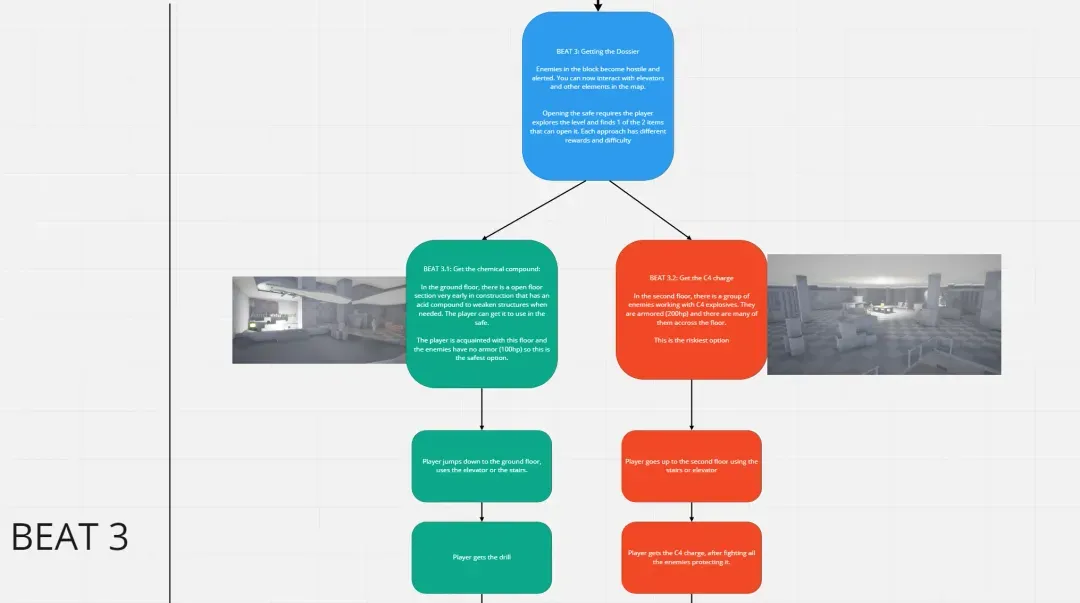 BEAT 3: Getting the Dossier
Enemies in the block become hostile and
alerted. You can now interact with elevators
and other elements in the map.
Opening the safe requires the player
explores the level and finds 1 of the 2 items
that can open it. Each approach has different
rewards and difficulty
BEAT 3.1: Get the chemical compound:
In the ground floor, there is a open floor
section very early in construction that has an
acid compound to weaken structures when
needed. The player can get it to use in the
safe.
The player is acquainted with this floor and
the enemies have no armor (100hp) so this is
the safest option.
BEAT 3.2: Get the C4 charge
In the second floor, there is a group of
enemies working with C4 explosives. They
are armored (200hp) and there are many of
them accross the floor.
This is the riskiest option
Player jumps down to the ground floor,
uses the elevator or the stairs.
Player goes up to the second floor using the
stairs or elevator
BEAT 3
Player gets the drill
Player gets the C4 charge, after fighting all
the enemies protecting it.